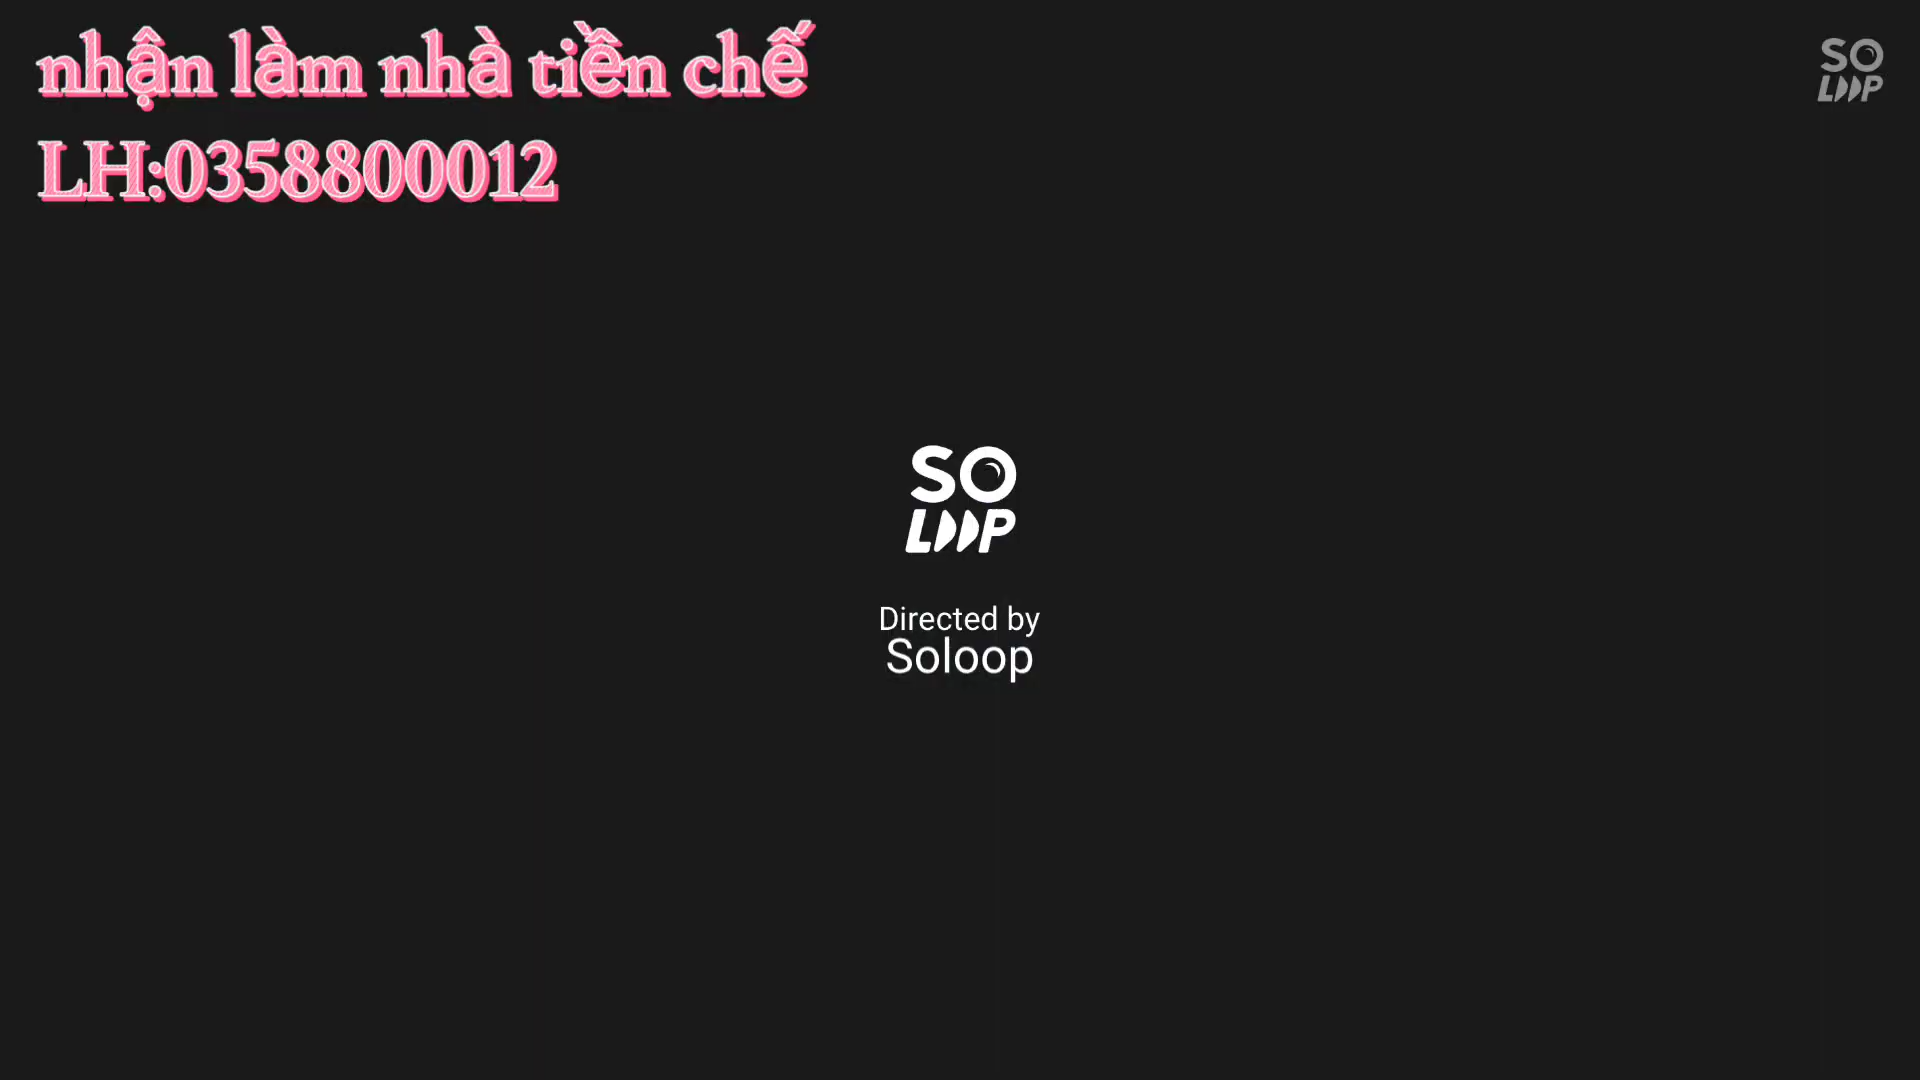 nhận làm nhà tiền chế
LH:0358800012
SO
LOOP
SO
LOOP
Directed by
Soloop